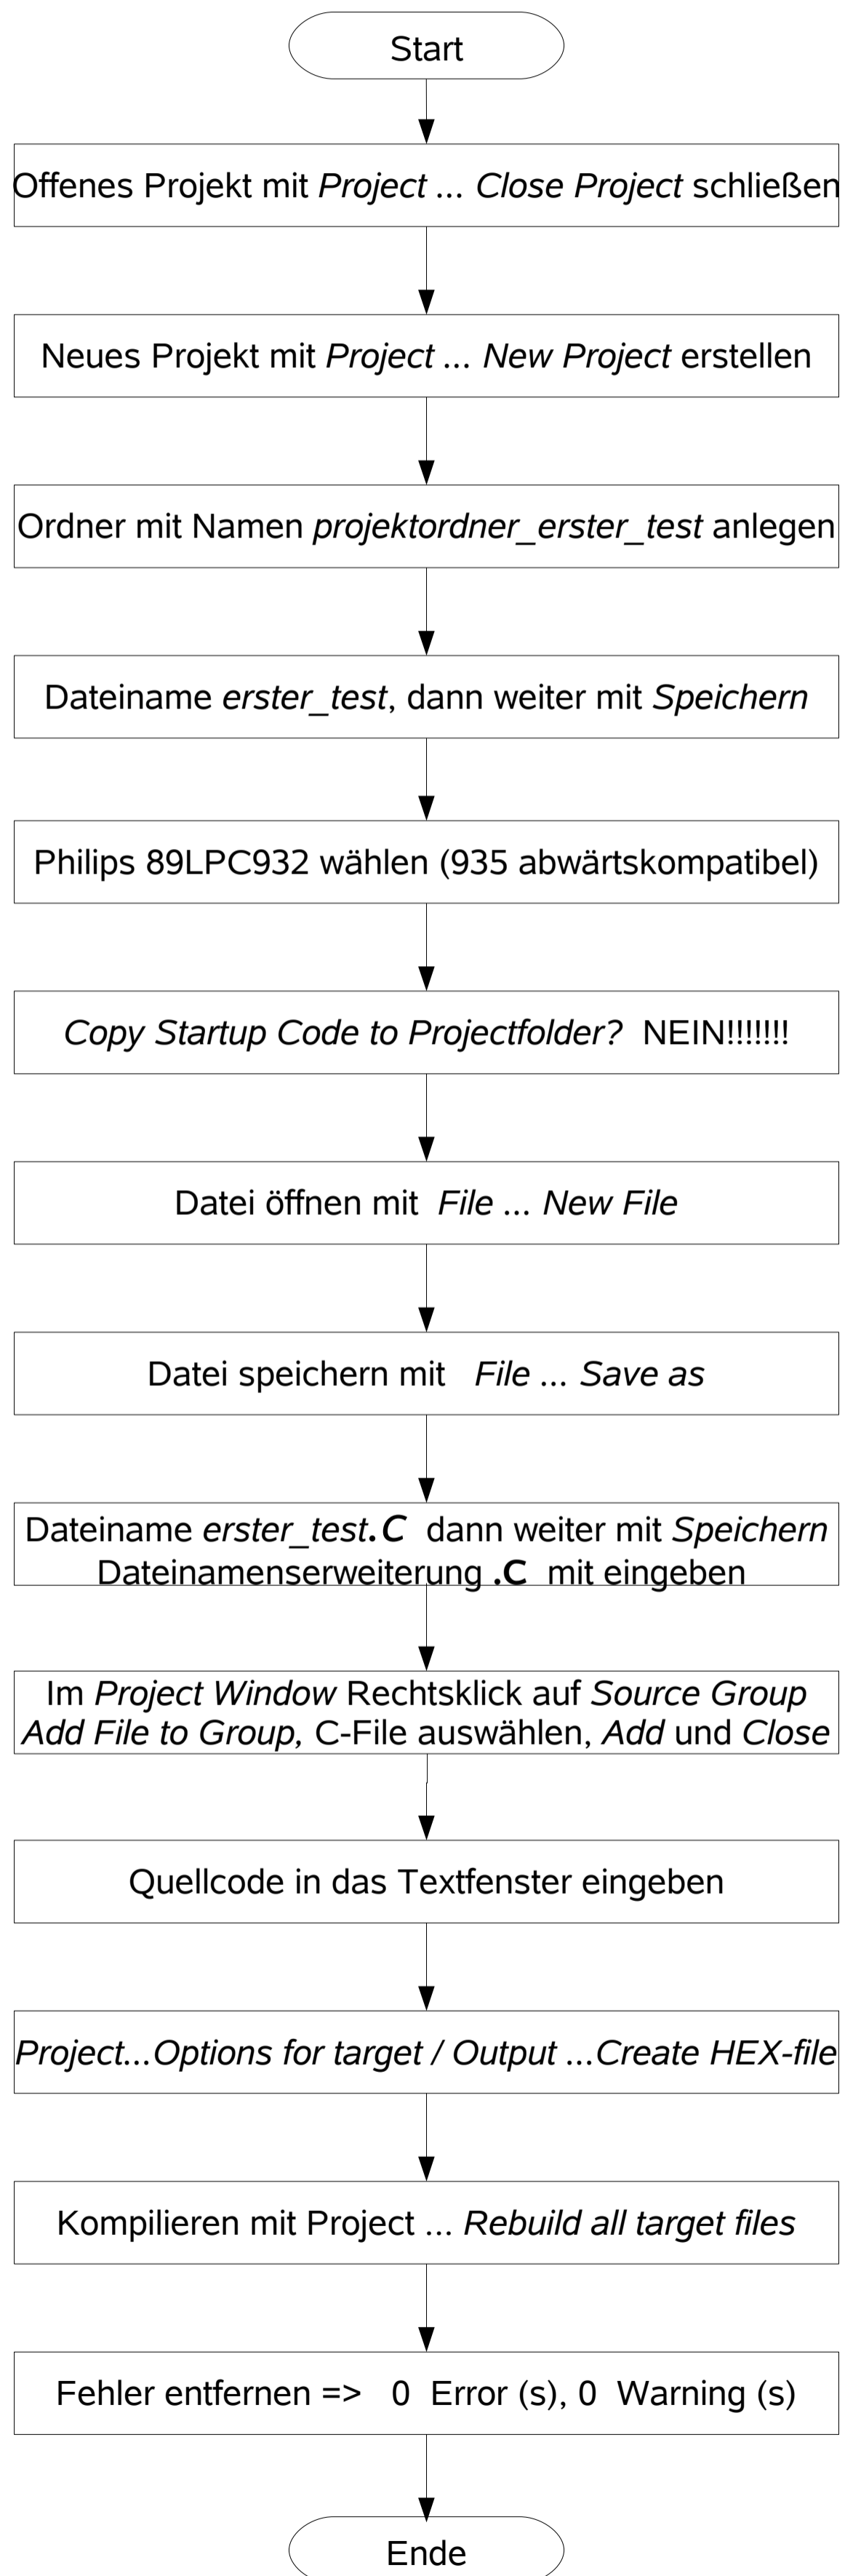 Start
Offenes Projekt mit Project ... Close Project schließen
Neues Projekt mit Project ... New Project erstellen
Ordner mit Namen projektordner_erster_test anlegen
Dateiname erster_test, dann weiter mit Speichern
Philips 89LPC932 wählen (935 abwärtskompatibel)
Copy Startup Code to Projectfolder? NEIN!!!!!!!
Datei öffnen mit File ... New File
Datei speichern mit File ... Save as
Dateiname erster_test.C dann weiter mit Speichern
Dateinamenserweiterung .C mit eingeben
Im Project Window Rechtsklick auf Source Group
Add File to Group, C-File auswählen, Add und Close
Quellcode in das Textfenster eingeben
Project...Options for target / Output ...Create HEX-file
Kompilieren mit Project ... Rebuild all target files
Fehler entfernen => 0 Error (s), 0 Warning (s)
Ende